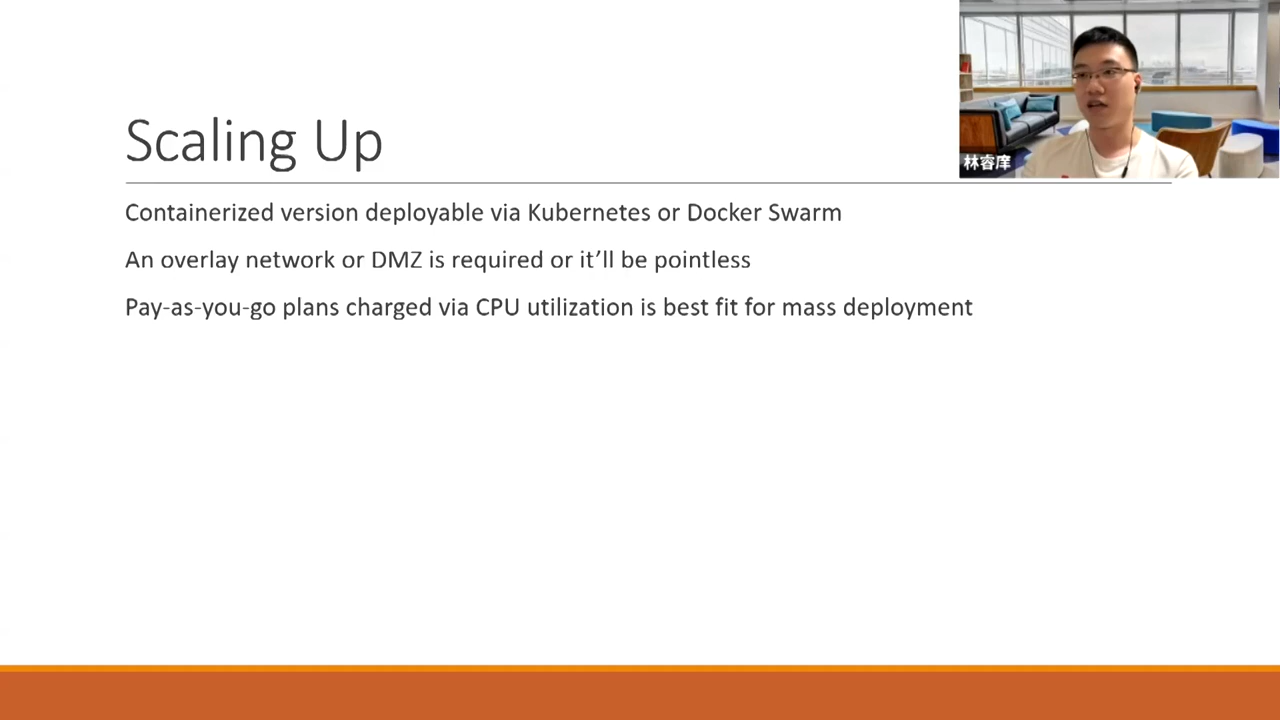 Scaling Up
林睿庠
Containerized version deployable via Kubernetes or Docker Swarm
An overlay network or DMZ is required or it’ll be pointless
Pay-as-you-go plans charged via CPU utilization is best fit for mass deployment